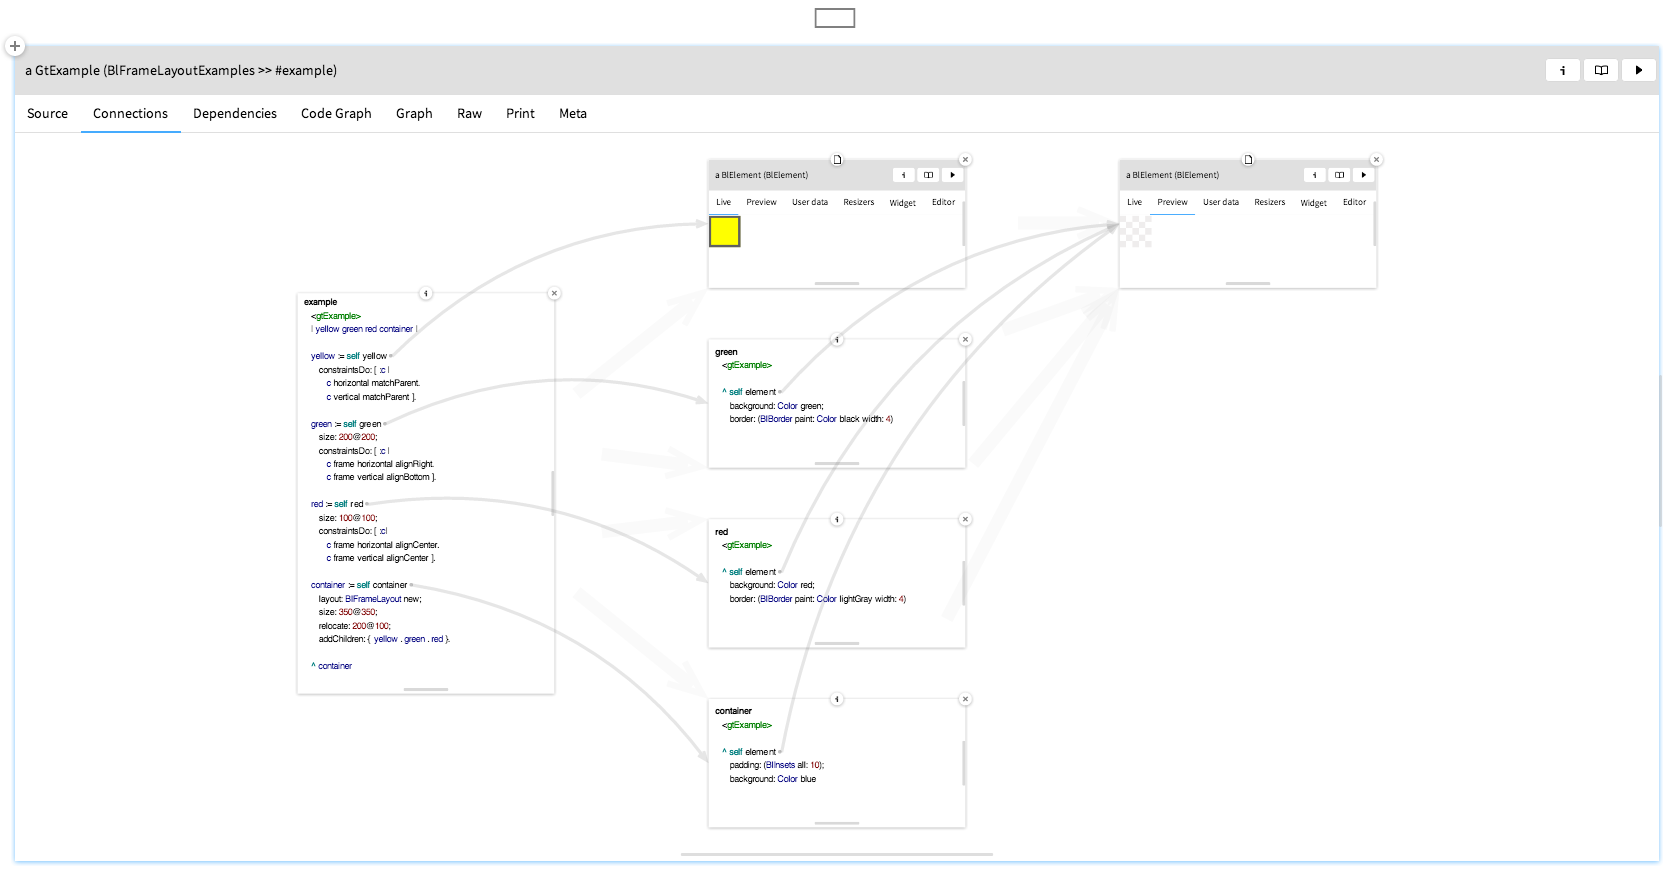 a GtExample (BlFrameLayoutExamples >> #example)
Source Connections Dependencies Code Graph Graph Raw Print Meta
example
<gtExample>
| yellow green red container |
yellow := self yellow
constraintsDo: [ :c |
c horizontal matchParent.
c vertical matchParent ].
green := self green
size: 200@200;
constraintsDo: [ :c |
c frame horizontal alignRight.
c frame vertical alignBottom ].
red := self red
size: 100@100;
constraintsDo: [ :c|
c frame horizontal alignCenter.
c frame vertical alignCenter ].
container := self container
layout: BlFrameLayout new;
size: 350@350;
relocate: 200@100;
addChildren: { yellow . green . red }.
^ container
a BlElement (BlElement)
Live Preview User data Resizers Widget Editor
green
<gtExample>
^ self element
background: Color green;
border: (BlBorder paint: Color black width: 4)
red
<gtExample>
^ self element
background: Color red;
border: (BlBorder paint: Color lightGray width: 4)
container
<gtExample>
^ self element
padding: (BlInsets all: 10);
background: Color blue
a BlElement (BlElement)
Live Preview User data Resizers Widget Editor